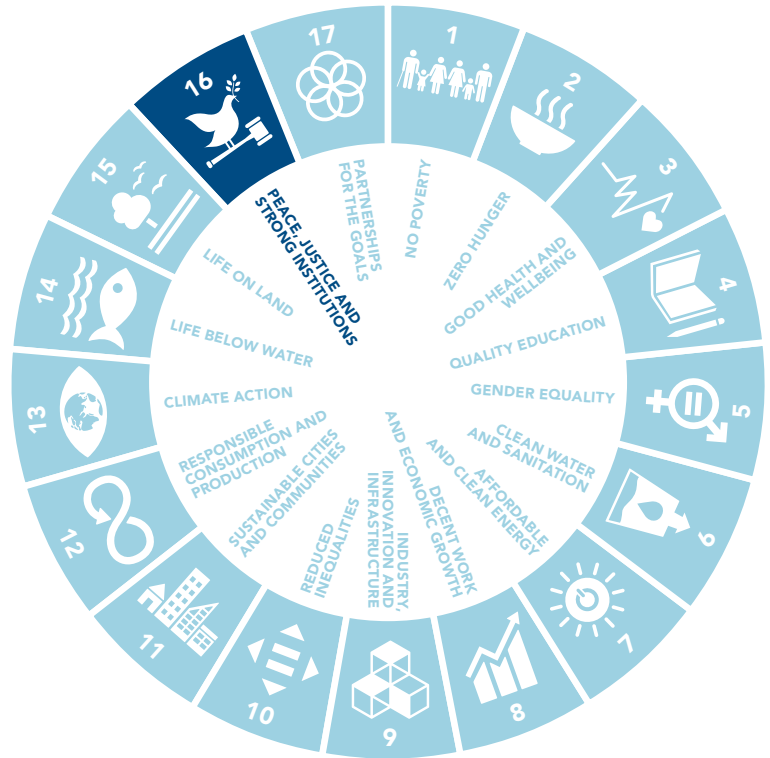 1
NO POVERTY
2
ZERO HUNGER
3
GOOD HEALTH AND
WELLBEING
4
QUALITY EDUCATION
5
GENDER EQUALITY
6
CLEAN WATER
AND SANITATION
7
AFFORDABLE
AND CLEAN ENERGY
8
DECENT WORK
AND ECONOMIC GROWTH
9
INDUSTRY,
INNOVATION AND
INFRASTRUCTURE
10
REDUCED
INEQUALITIES
11
SUSTAINABLE CITIES
AND COMMUNITIES
12
RESPONSIBLE
CONSUMPTION AND
PRODUCTION
13
CLIMATE ACTION
14
LIFE BELOW WATER
15
LIFE ON LAND
16
PEACE, JUSTICE AND
STRONG INSTITUTIONS
17
PARTNERSHIPS
FOR THE GOALS